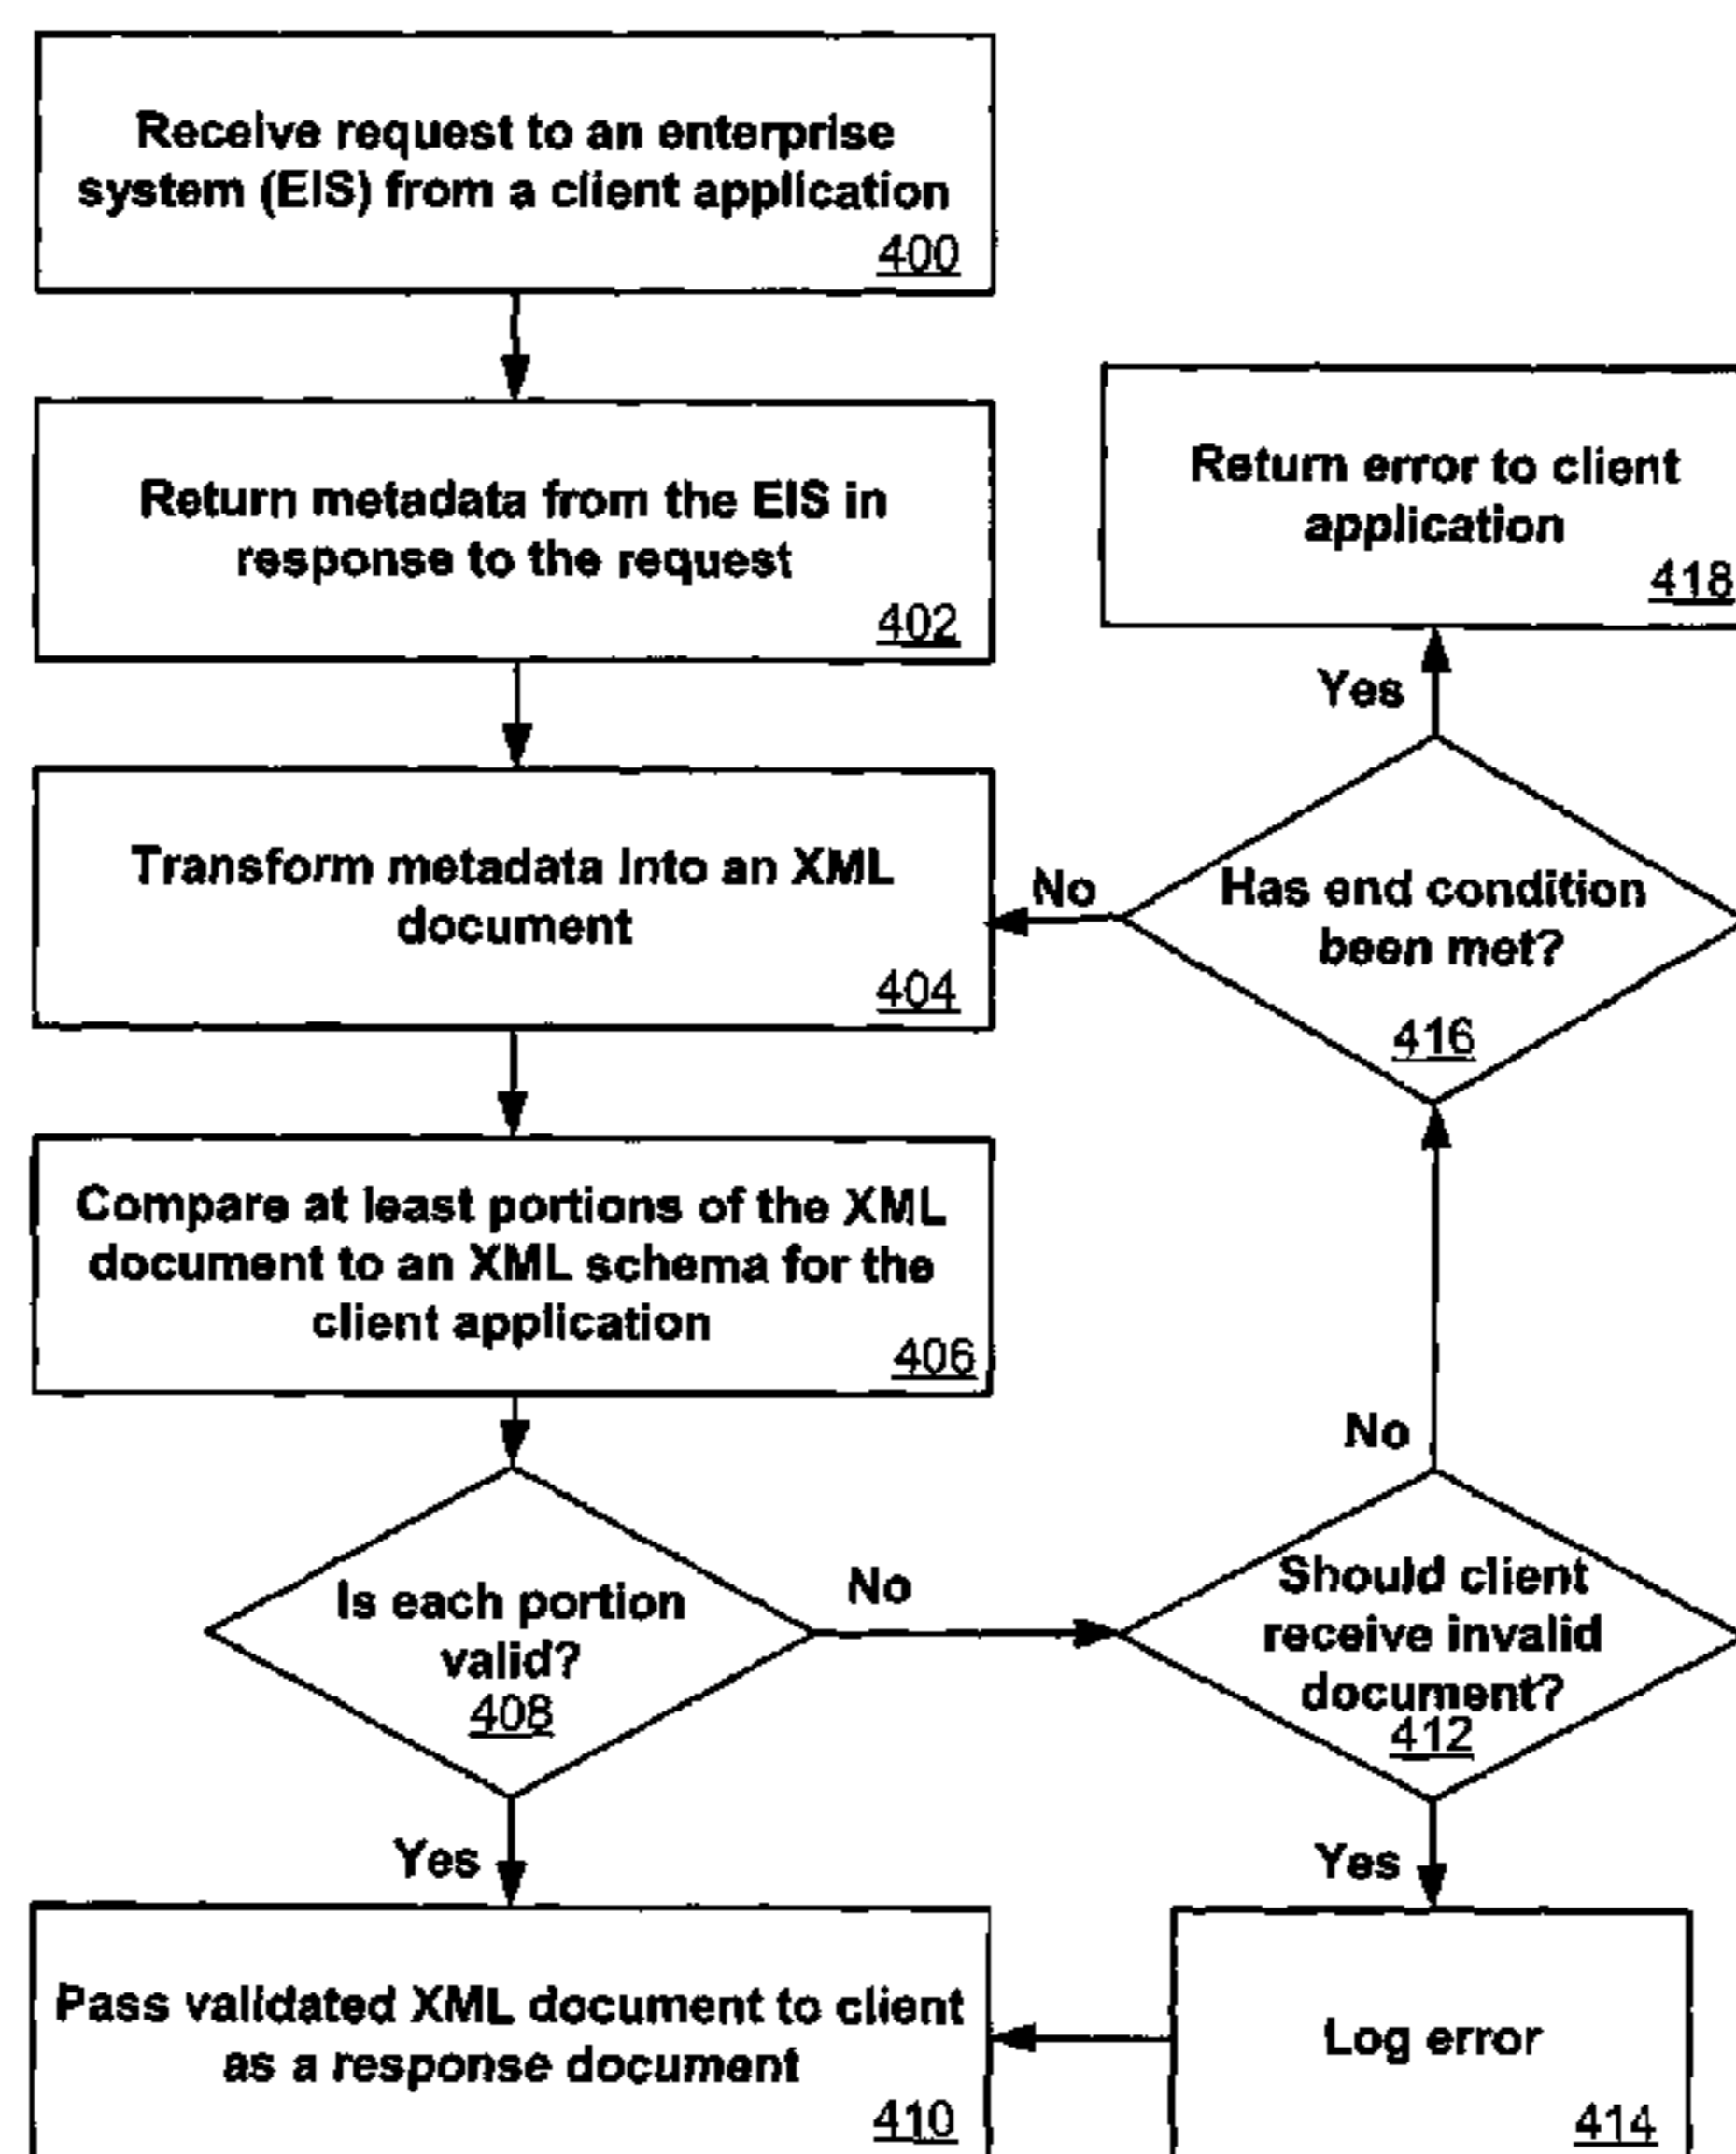 Receive request to an enterprise
system (EIS) from a client application
400
Return metadata from the EIS in
response to the request
402
Transform metadata into an XML
document
404
Compare at least portions of the XML
document to an XML schema for the
client application
406
Is each portion
valid?
408
No
Yes
Pass validated XML document to client
as a response document
410
Should client
receive invalid
document?
412
Yes
Log error
414
No
Has end condition
been met?
416
No
Yes
Return error to client
application
418